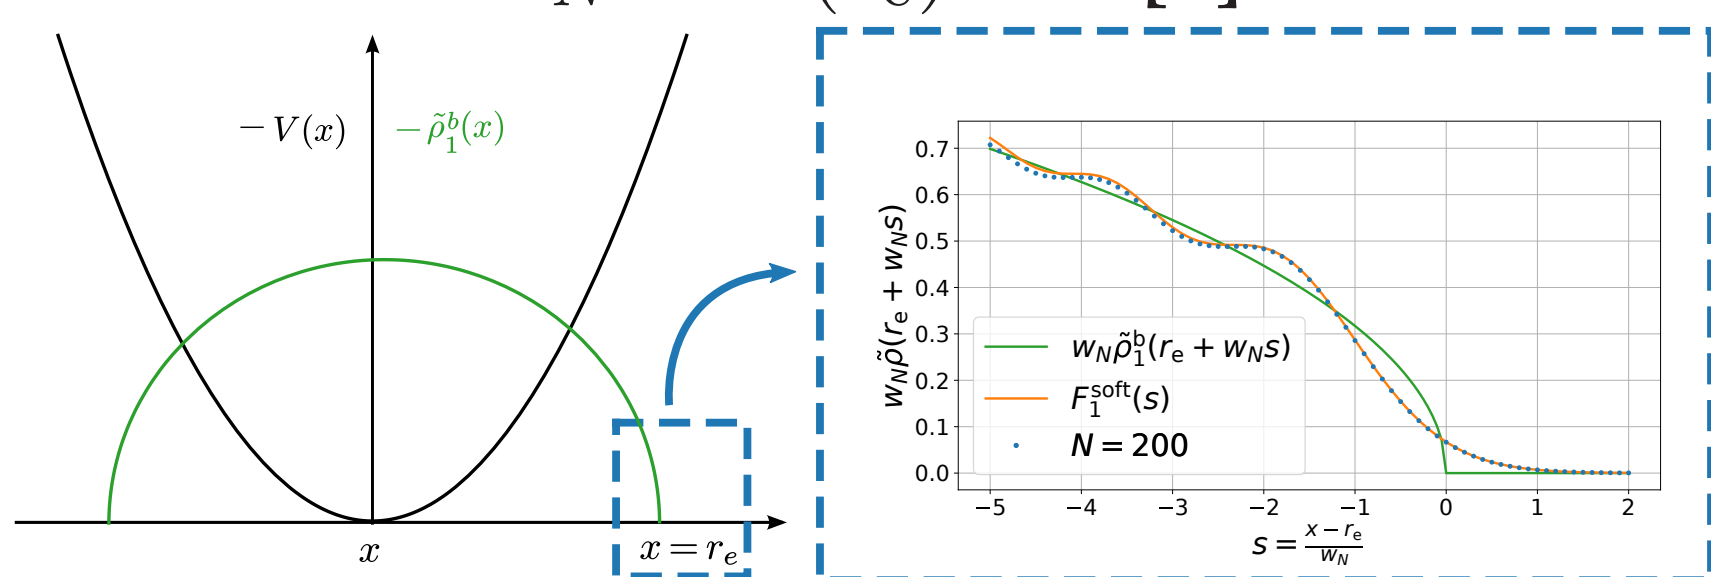 − V(x)
− ρ̃₁ᵇ(x)
x
x = rₑ
0.7
0.6
0.5
0.4
0.3
0.2
0.1
0.0
w_N ρ̃(rₑ + w_N s)
w_N ρ̃₁ᵇ(rₑ + w_N s)
F₁^soft(s)
N = 200
−5 −4 −3 −2 −1 0 1 2
s = (x − rₑ)/w_N